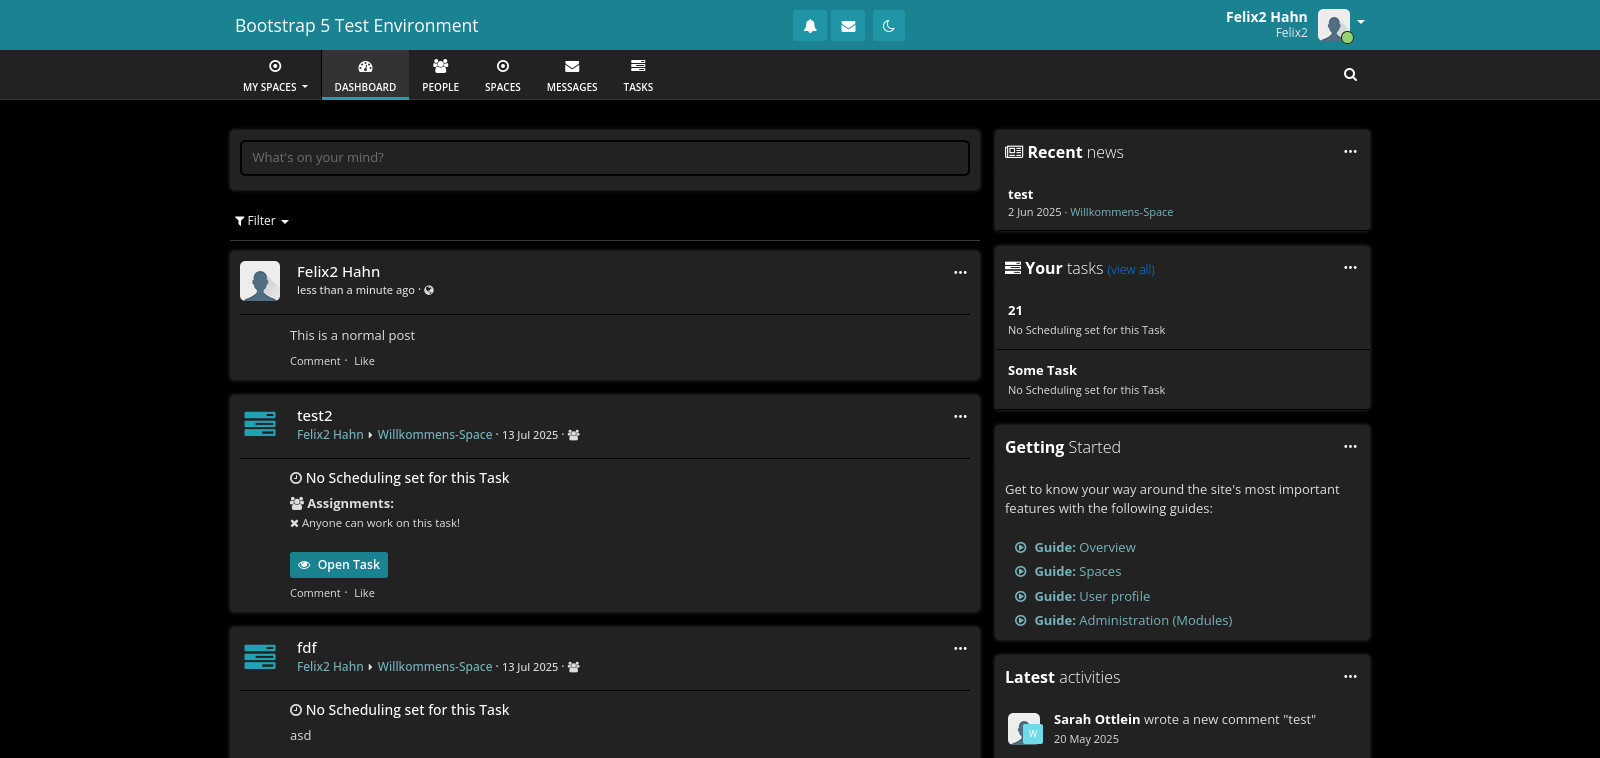 Bootstrap 5 Test Environment
Felix2 Hahn
Felix2
MY SPACES
DASHBOARD
PEOPLE
SPACES
MESSAGES
TASKS
What's on your mind?
Filter
Felix2 Hahn
less than a minute ago ·
This is a normal post
Comment · Like
test2
Felix2 Hahn Willkommens-Space · 13 Jul 2025 ·
No Scheduling set for this Task
Assignments:
Anyone can work on this task!
Open Task
Comment · Like
fdf
Felix2 Hahn Willkommens-Space · 13 Jul 2025 ·
No Scheduling set for this Task
asd
Recent news
test
2 Jun 2025 · Willkommens-Space
Your tasks (view all)
21
No Scheduling set for this Task
Some Task
No Scheduling set for this Task
Getting Started
Get to know your way around the site's most important
features with the following guides:
Guide: Overview
Guide: Spaces
Guide: User profile
Guide: Administration (Modules)
Latest activities
W
Sarah Ottlein wrote a new comment "test"
20 May 2025